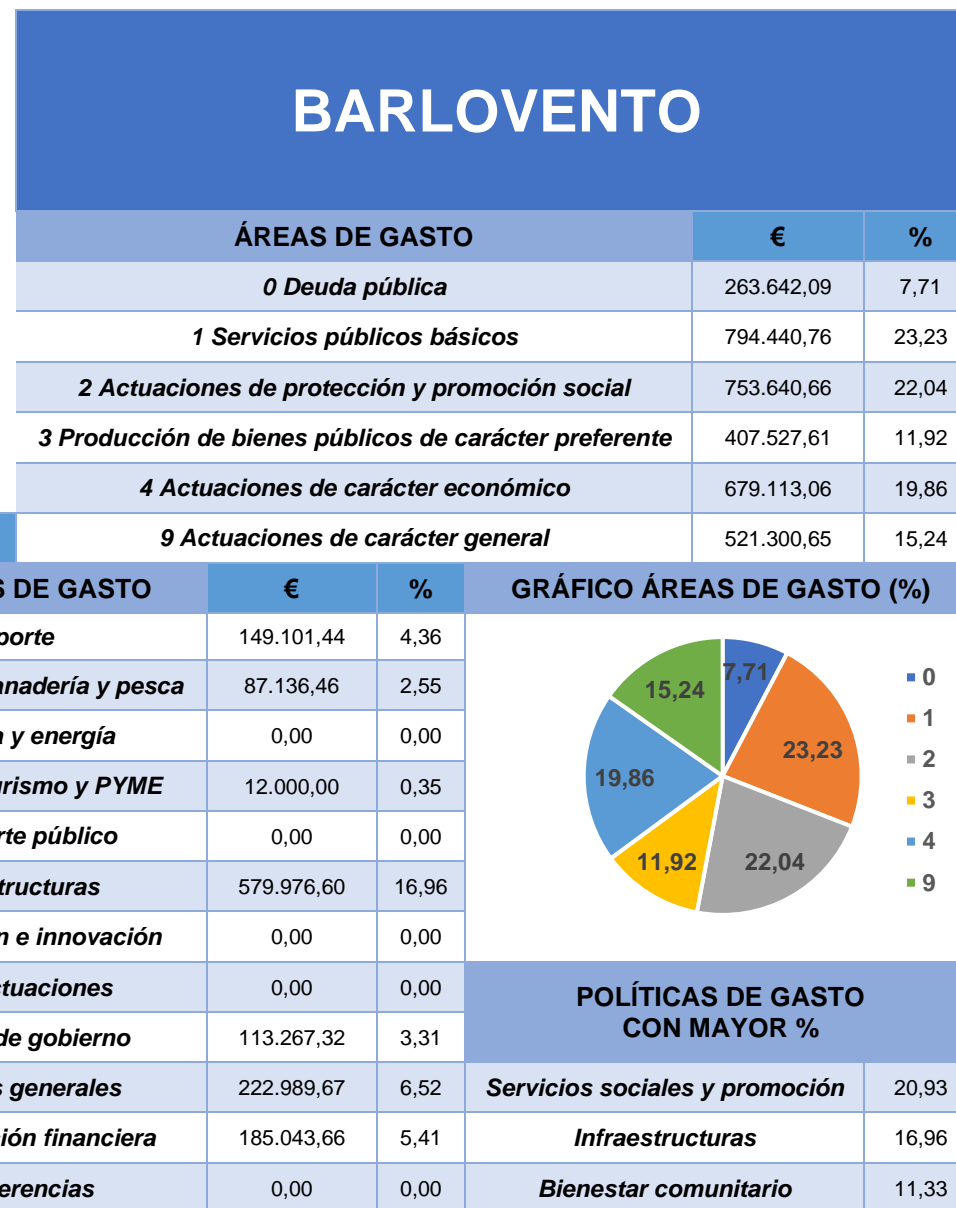 BARLOVENTO
ÁREAS DE GASTO € %
0 Deuda pública 263.642,09 7,71
1 Servicios públicos básicos 794.440,76 23,23
2 Actuaciones de protección y promoción social 753.640,66 22,04
3 Producción de bienes públicos de carácter preferente 407.527,61 11,92
4 Actuaciones de carácter económico 679.113,06 19,86
9 Actuaciones de carácter general 521.300,65 15,24
DE GASTO € %
porte 149.101,44 4,36
anadería y pesca 87.136,46 2,55
y energía 0,00 0,00
urismo y PYME 12.000,00 0,35
rte público 0,00 0,00
tructuras 579.976,60 16,96
n e innovación 0,00 0,00
ctuaciones 0,00 0,00
de gobierno 113.267,32 3,31
s generales 222.989,67 6,52
ción financiera 185.043,66 5,41
erencias 0,00 0,00
GRÁFICO ÁREAS DE GASTO (%)
7,71
23,23
22,04
11,92
19,86
15,24
0
1
2
3
4
9
POLÍTICAS DE GASTO
CON MAYOR %
Servicios sociales y promoción 20,93
Infraestructuras 16,96
Bienestar comunitario 11,33